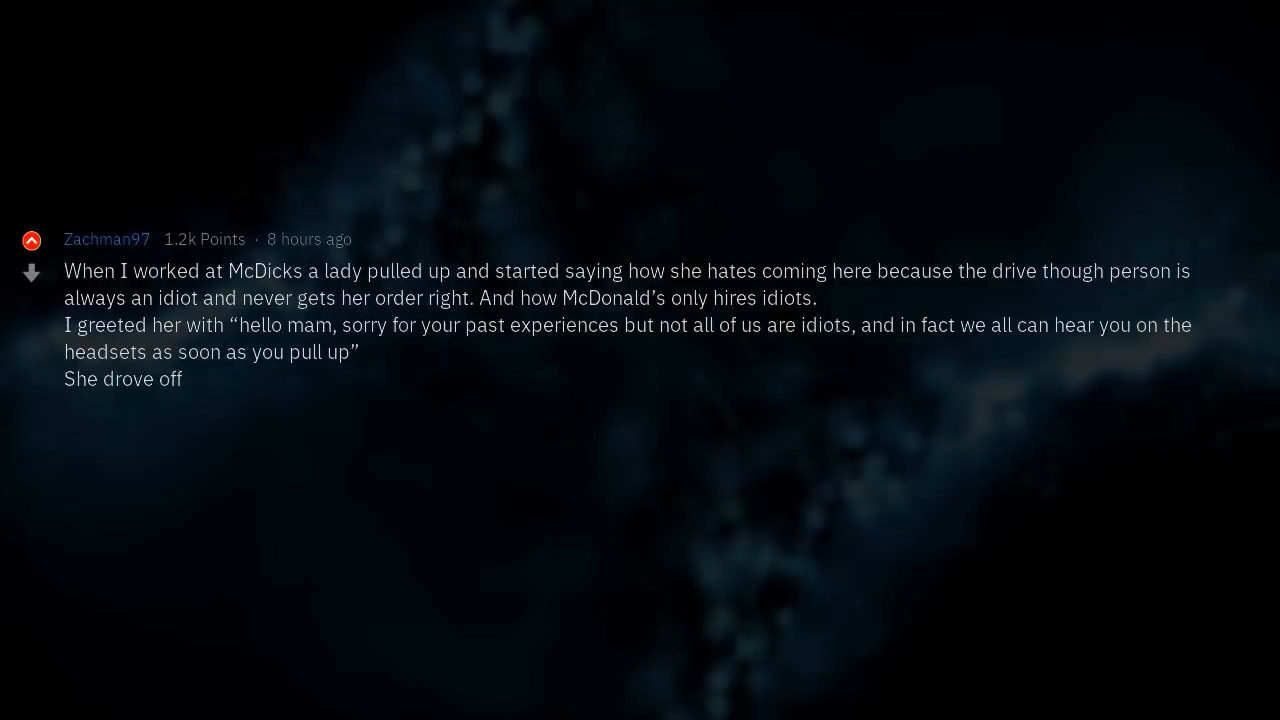 Zachman97 1.2k Points · 8 hours ago
When I worked at McDicks a lady pulled up and started saying how she hates coming here because the drive though person is
always an idiot and never gets her order right. And how McDonald’s only hires idiots.
I greeted her with “hello mam, sorry for your past experiences but not all of us are idiots, and in fact we all can hear you on the
headsets as soon as you pull up”
She drove off